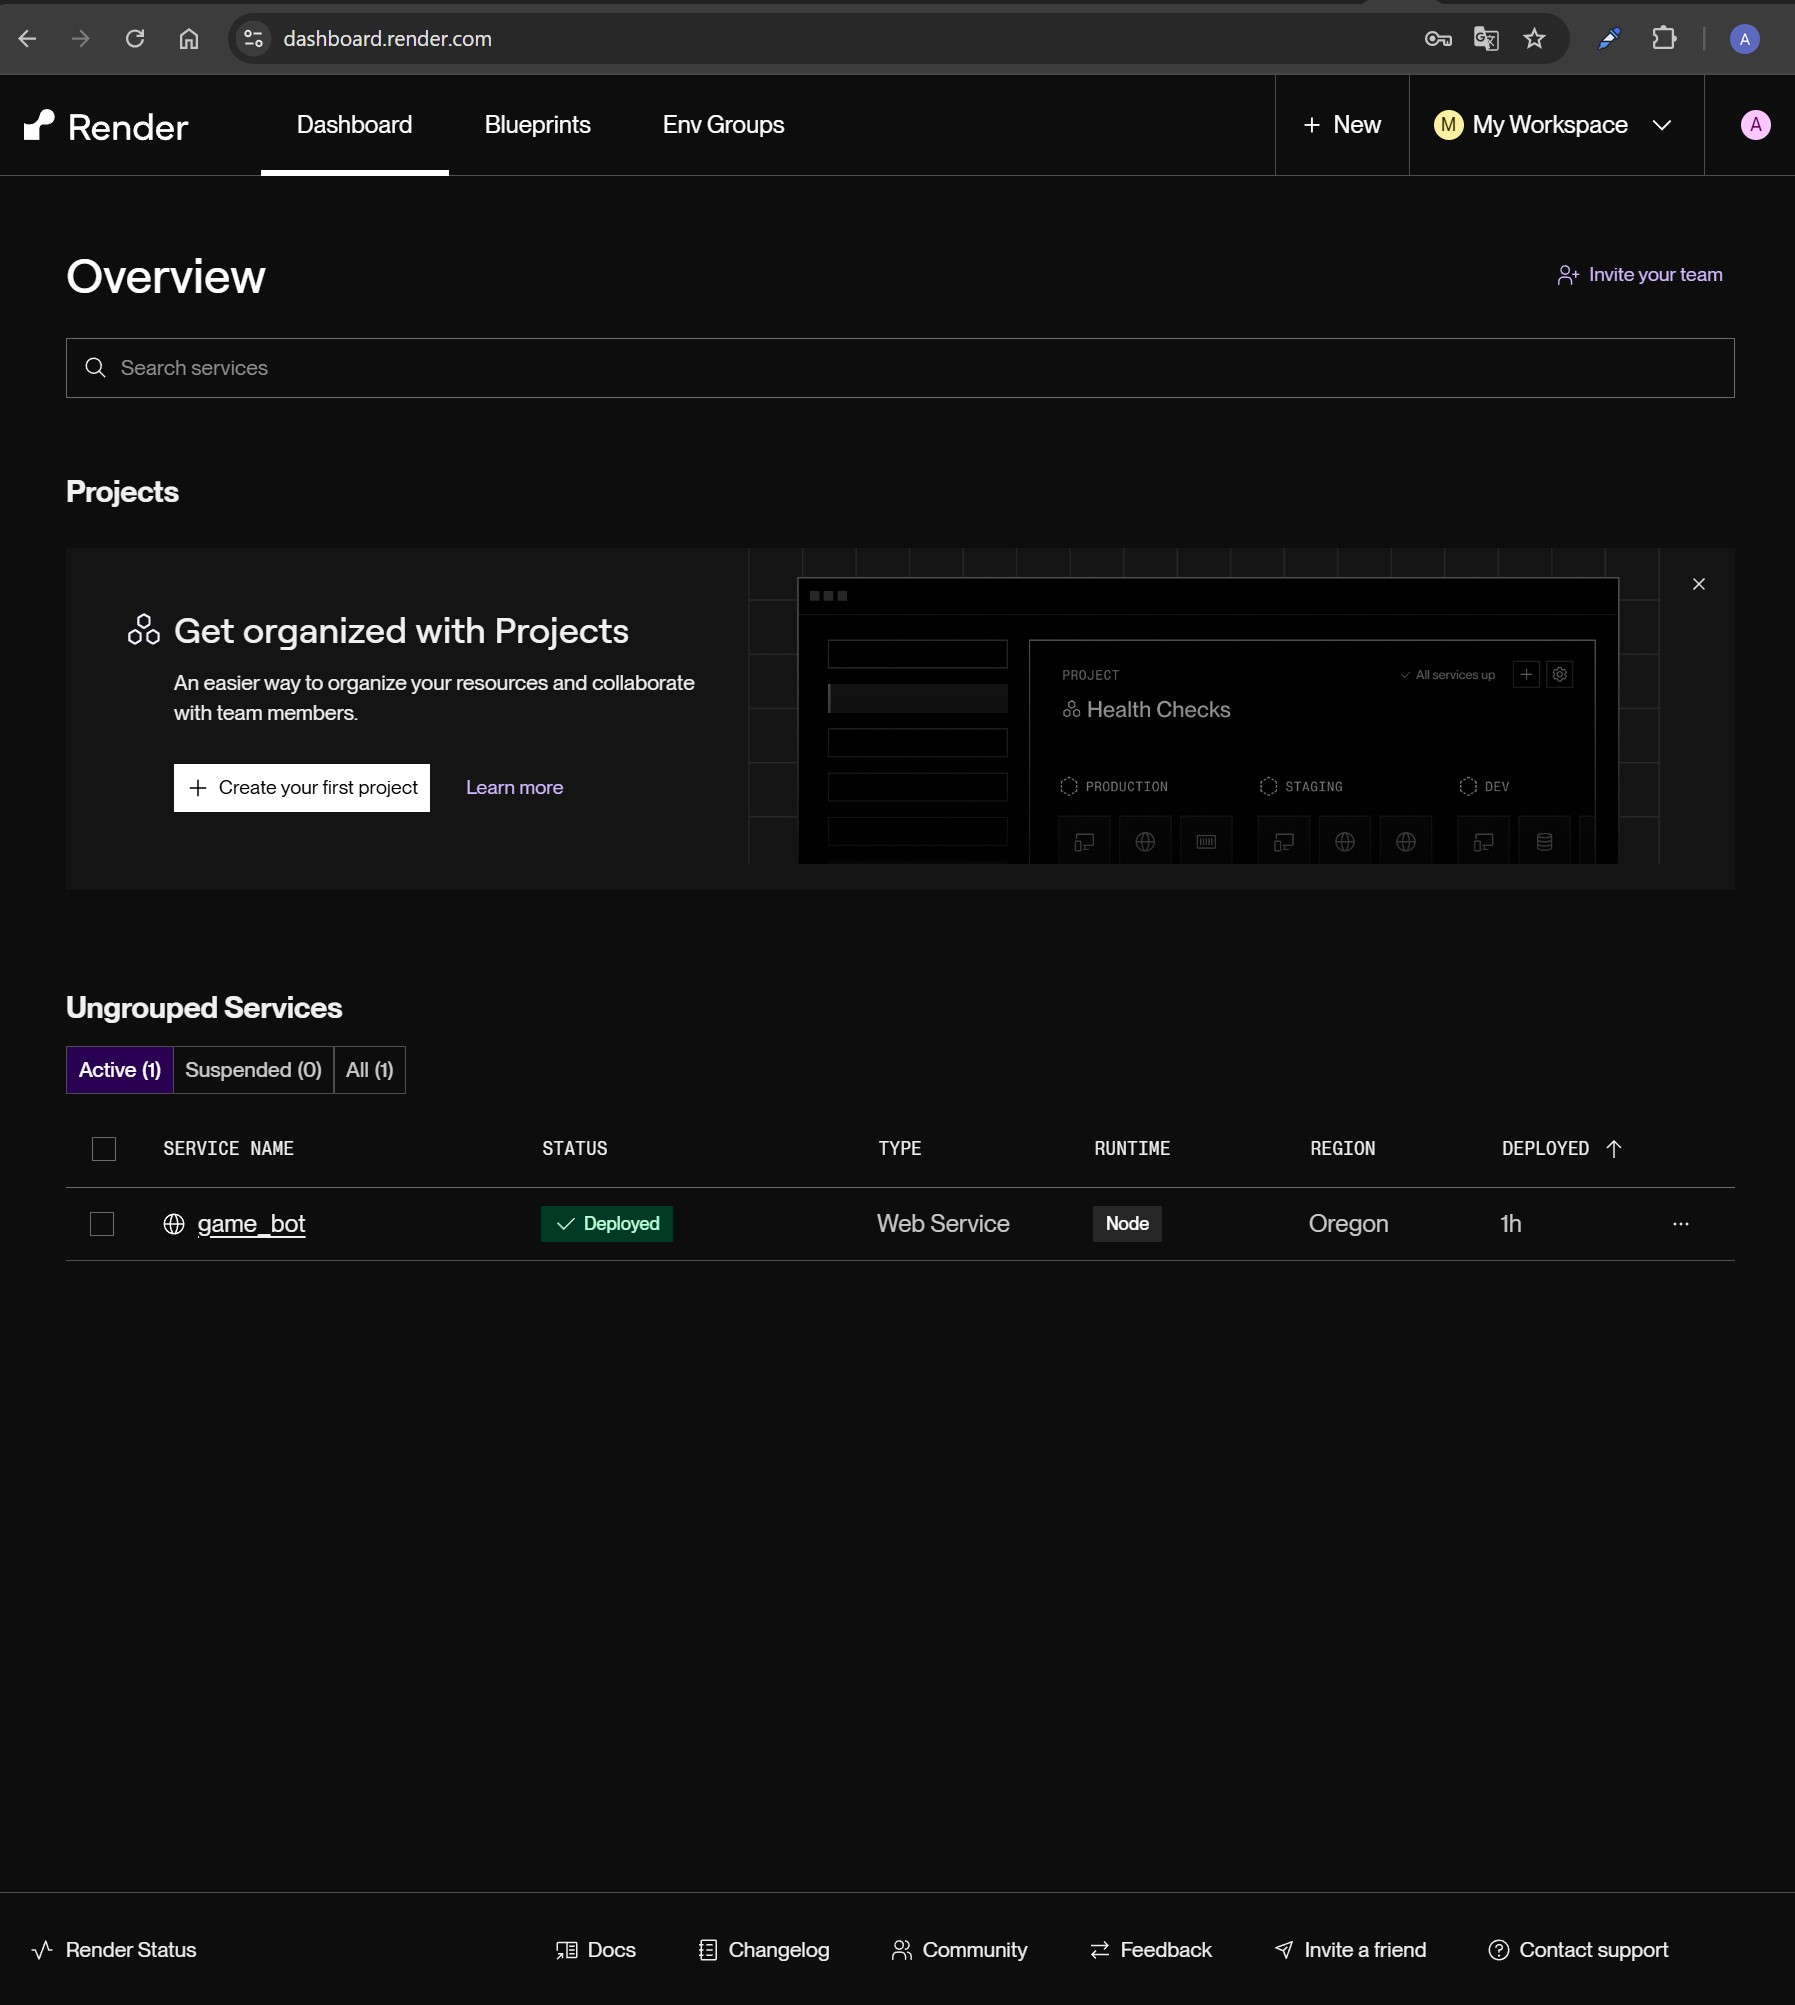 dashboard.render.com
A
Render
Dashboard
Blueprints
Env Groups
+ New
M My Workspace
A
Overview
Invite your team
Search services
Projects
Get organized with Projects
An easier way to organize your resources and collaborate
with team members.
+ Create your first project
Learn more
PROJECT
All services up
Health Checks
PRODUCTION
STAGING
DEV
Ungrouped Services
Active (1)
Suspended (0)
All (1)
SERVICE NAME STATUS TYPE RUNTIME REGION DEPLOYED
game_bot Deployed Web Service Node Oregon 1h
Render Status
Docs
Changelog
Community
Feedback
Invite a friend
Contact support